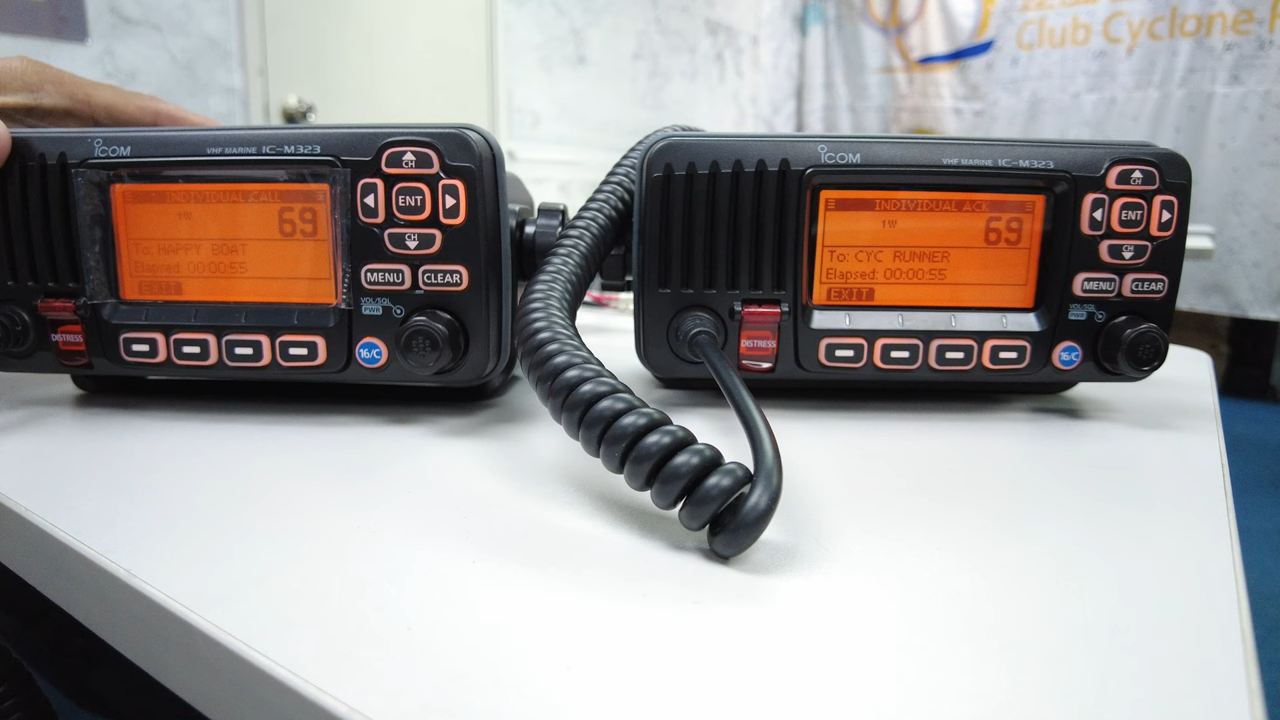 Club Cyclone
ICOM
VHF MARINE IC-M323
INDIVIDUAL CALL
1W
69
To: HAPPY BOAT
Elapsed: 00:00:55
EXIT
CH
ENT
CH
MENU
CLEAR
VOL/SQL
PWR
DISTRESS
16/C
ICOM
VHF MARINE IC-M323
INDIVIDUAL ACK
1W
69
To: CYC RUNNER
Elapsed: 00:00:55
EXIT
CH
ENT
CH
MENU
CLEAR
VOL/SQL
PWR
DISTRESS
16/C